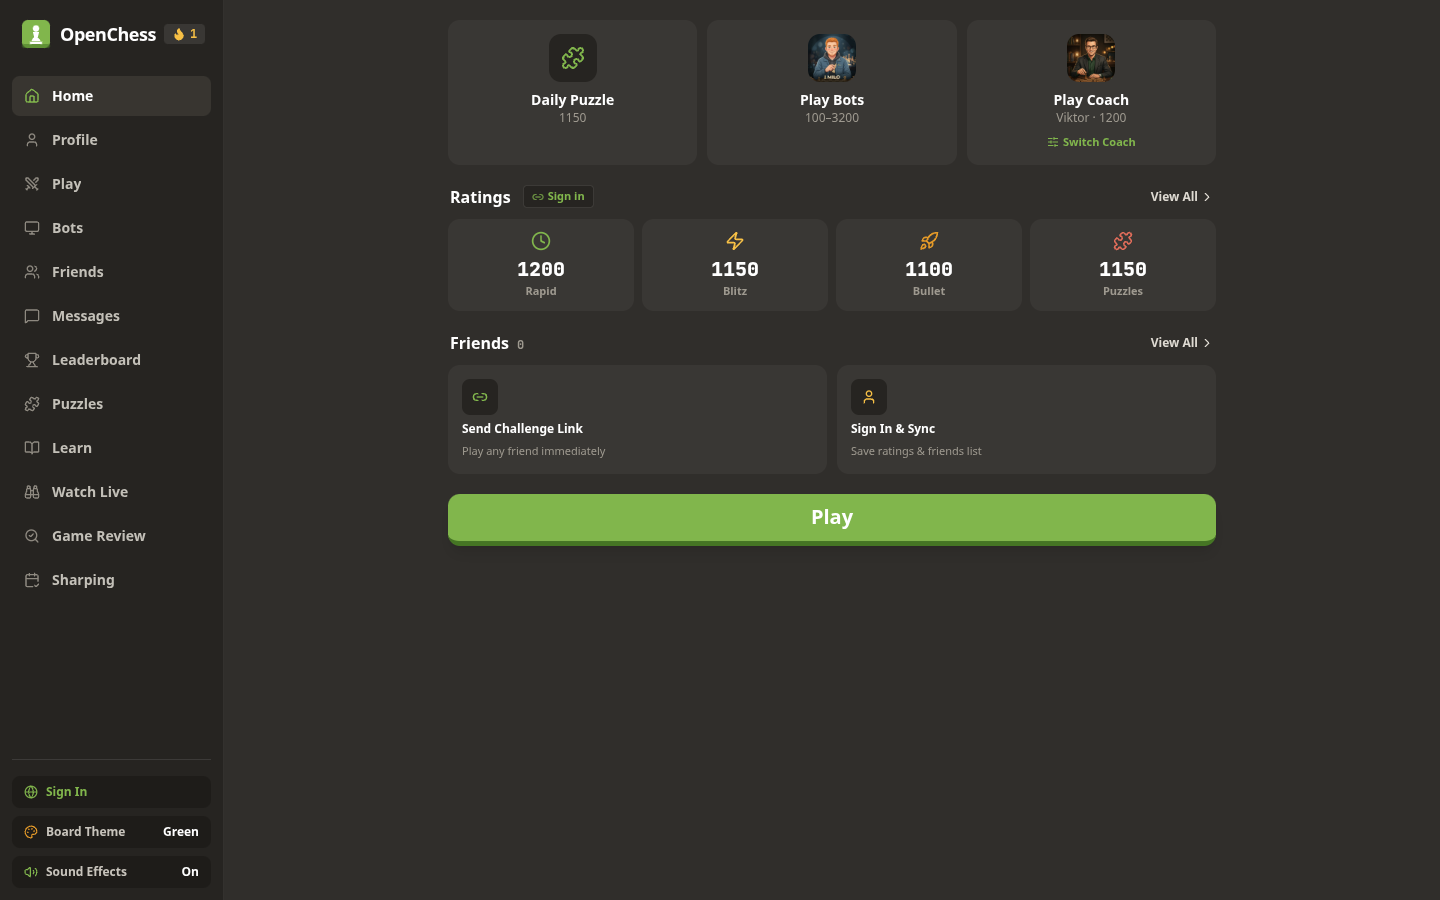 OpenChess 1
Home
Profile
Play
Bots
Friends
Messages
Leaderboard
Puzzles
Learn
Watch Live
Game Review
Sharping
Sign In
Board Theme Green
Sound Effects On
Daily Puzzle
1150
Play Bots
100–3200
Play Coach
Viktor · 1200
Switch Coach
Ratings Sign in View All
1200
Rapid
1150
Blitz
1100
Bullet
1150
Puzzles
Friends 0 View All
Send Challenge Link
Play any friend immediately
Sign In & Sync
Save ratings & friends list
Play